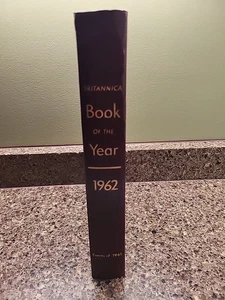 BRITANNICA
Book
OF THE
Year
1962